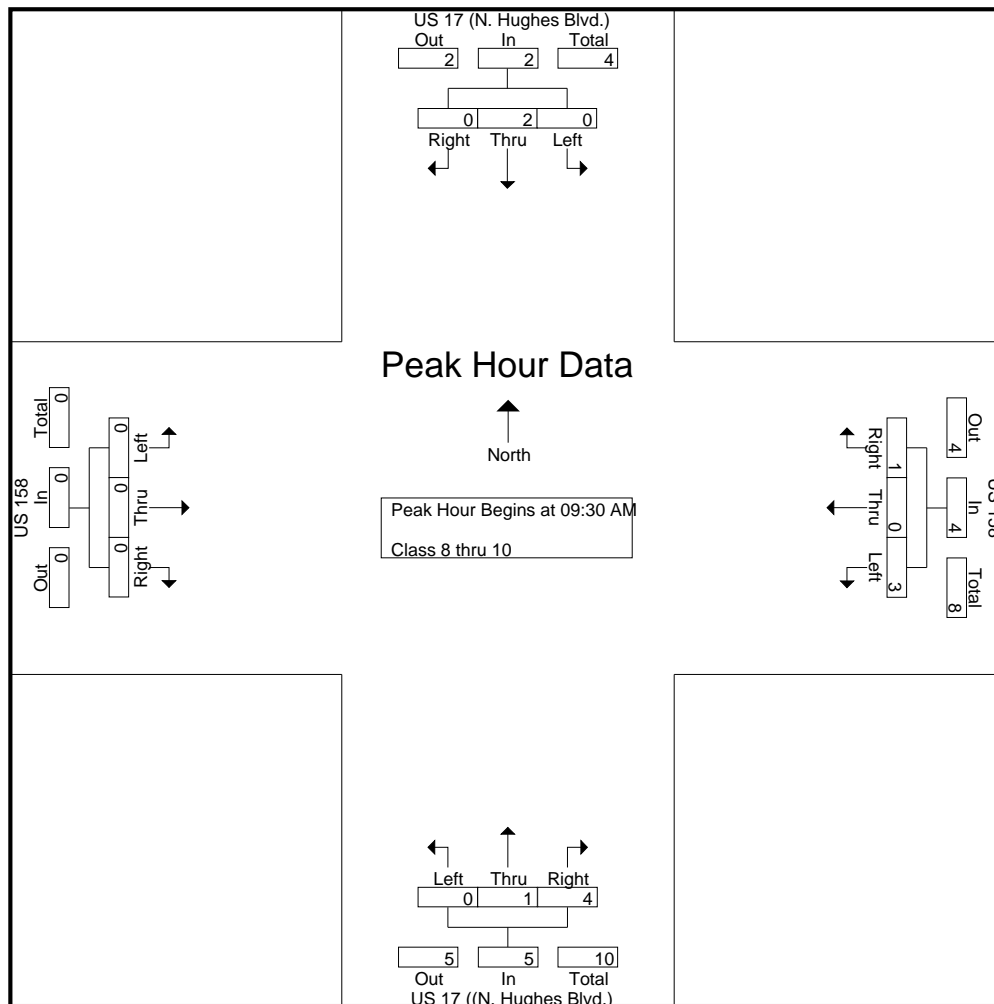 US 17 (N. Hughes Blvd.)
Out In Total
2 2 4
0 2 0
Right Thru Left
Peak Hour Data
North
Peak Hour Begins at 09:30 AM
Class 8 thru 10
US 158
Total In Out
0 0 0
0 0 0
Left Thru Right
Right Thru Left
1 0 3
4 4 8
Out In Total
Left Thru Right
0 1 4
5 5 10
Out In Total
US 17 ((N. Hughes Blvd.)